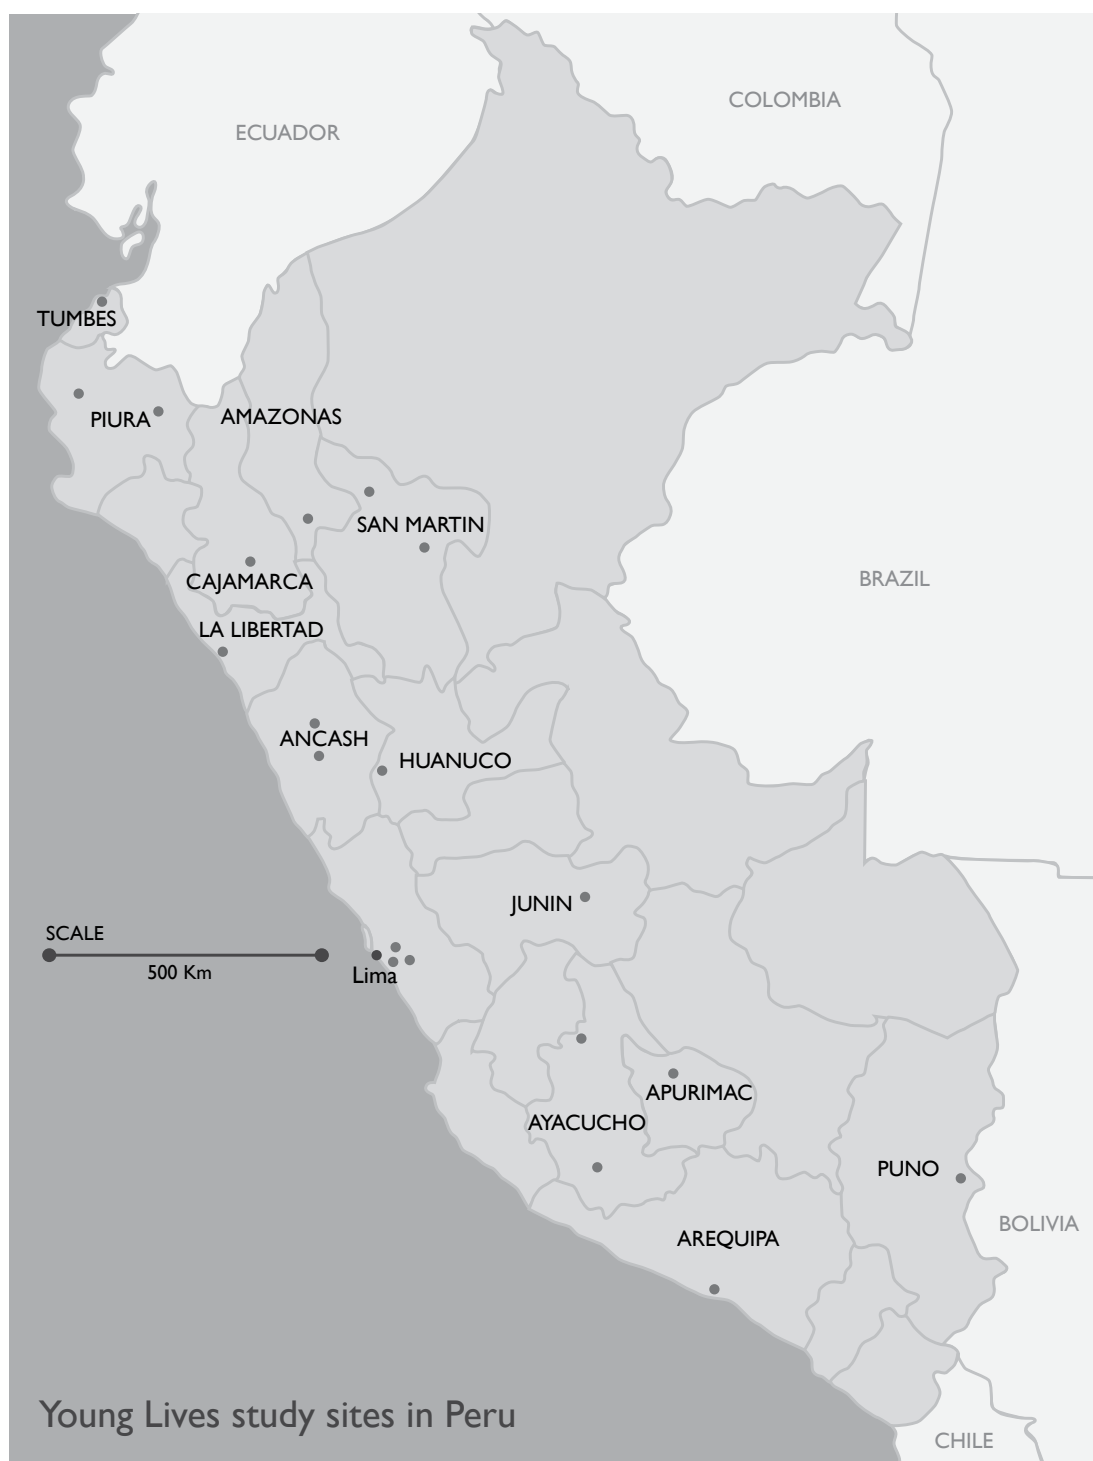 COLOMBIA
ECUADOR
TUMBES
PIURA
AMAZONAS
SAN MARTIN
CAJAMARCA
BRAZIL
LA LIBERTAD
ANCASH
HUANUCO
JUNIN
SCALE
500 Km
Lima
APURIMAC
AYACUCHO
PUNO
BOLIVIA
AREQUIPA
Young Lives study sites in Peru
CHILE